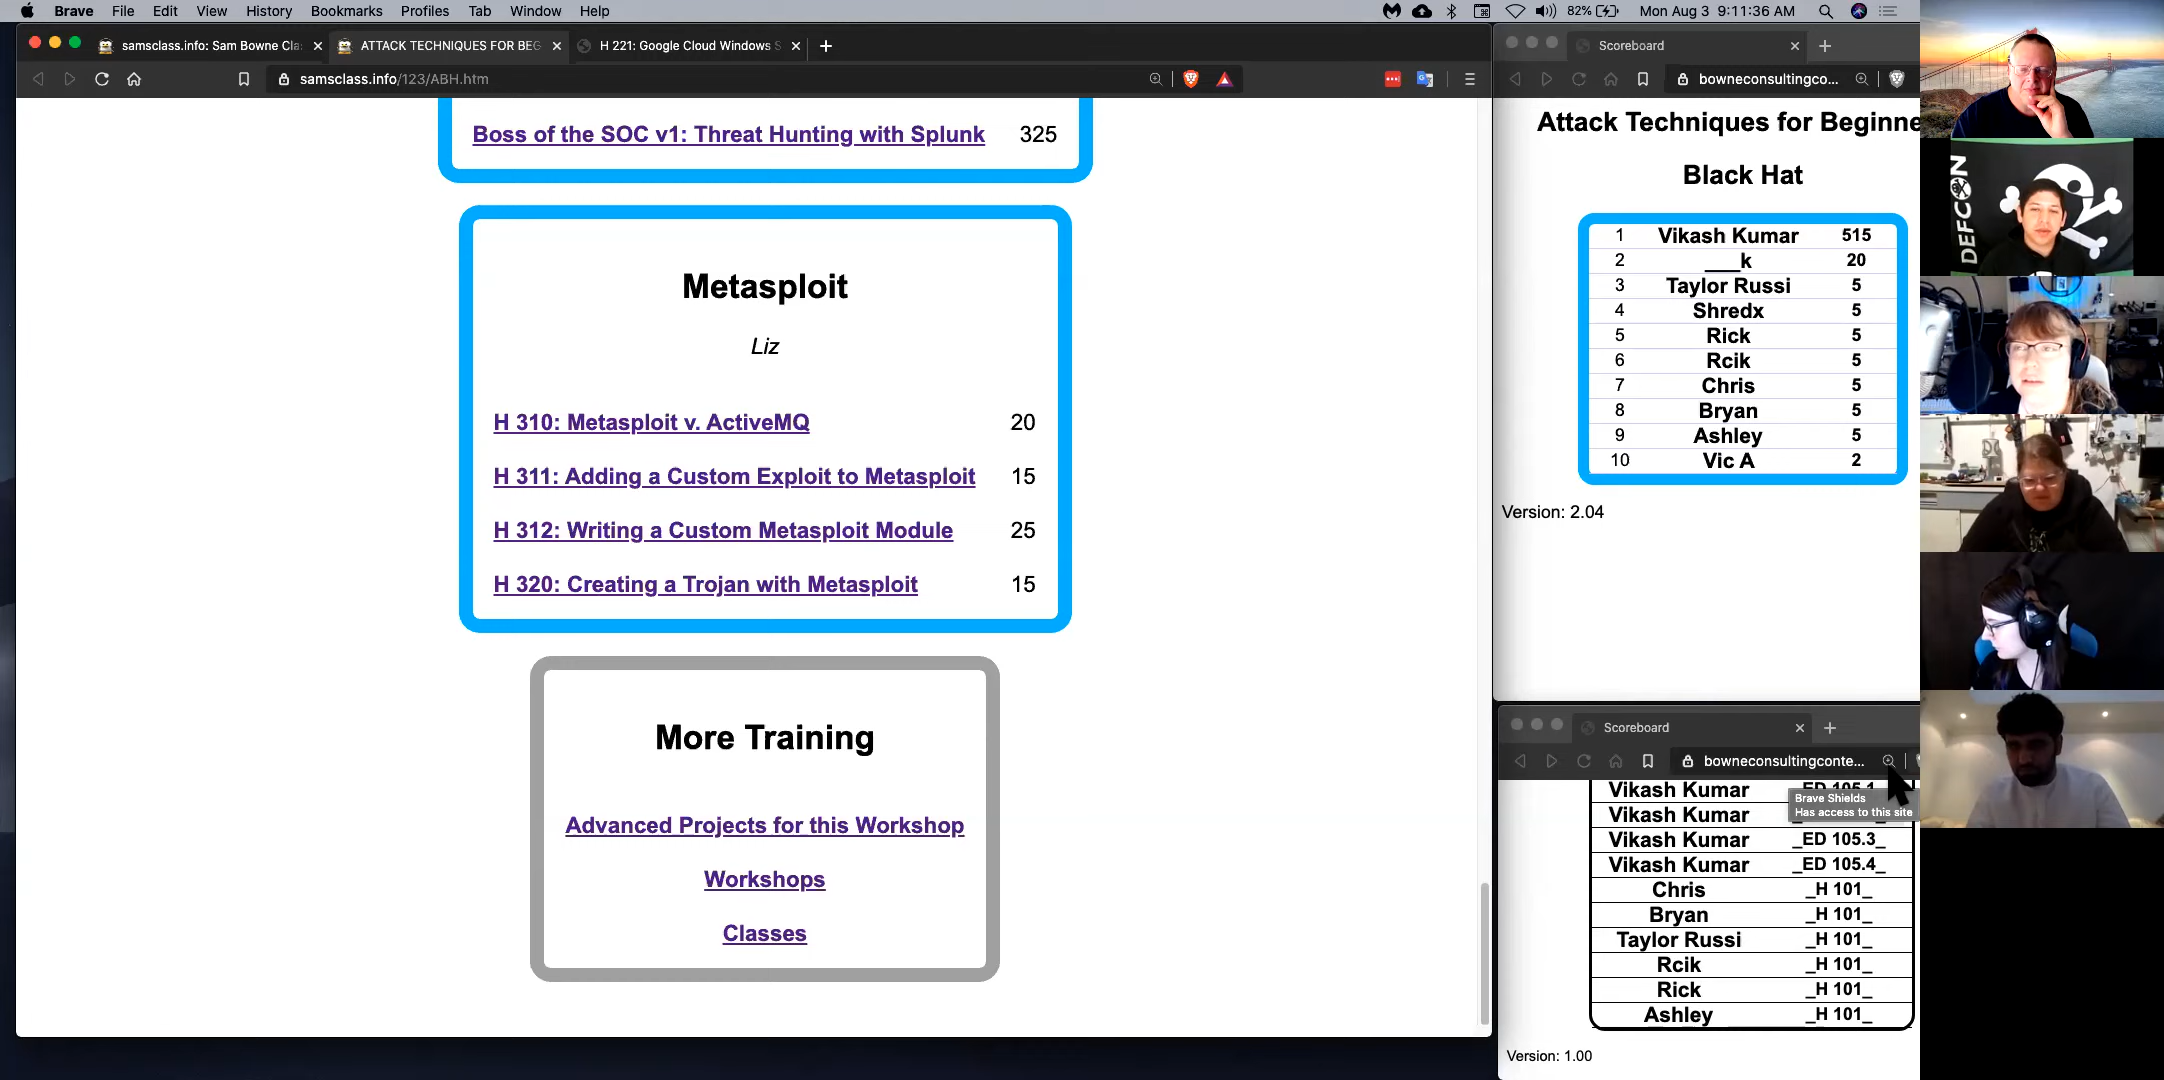 Brave File Edit View History Bookmarks Profiles Tab Window Help
82% Mon Aug 3 9:11:36 AM
samsclass.info: Sam Bowne Cla
ATTACK TECHNIQUES FOR BEG
H 221: Google Cloud Windows S
samsclass.info/123/ABH.htm
Boss of the SOC v1: Threat Hunting with Splunk 325
Metasploit
Liz
H 310: Metasploit v. ActiveMQ 20
H 311: Adding a Custom Exploit to Metasploit 15
H 312: Writing a Custom Metasploit Module 25
H 320: Creating a Trojan with Metasploit 15
More Training
Advanced Projects for this Workshop
Workshops
Classes
Scoreboard
bowneconsultingco...
Attack Techniques for Beginne
Black Hat
1 Vikash Kumar 515
2 ___k 20
3 Taylor Russi 5
4 Shredx 5
5 Rick 5
6 Rcik 5
7 Chris 5
8 Bryan 5
9 Ashley 5
10 Vic A 2
Version: 2.04
Scoreboard
bowneconsultingconte...
Vikash Kumar _ED 105.1_
Brave Shields
Has access to this site
Vikash Kumar
Vikash Kumar _ED 105.3_
Vikash Kumar _ED 105.4_
Chris _H 101_
Bryan _H 101_
Taylor Russi _H 101_
Rcik _H 101_
Rick _H 101_
Ashley _H 101_
Version: 1.00
DEFCON